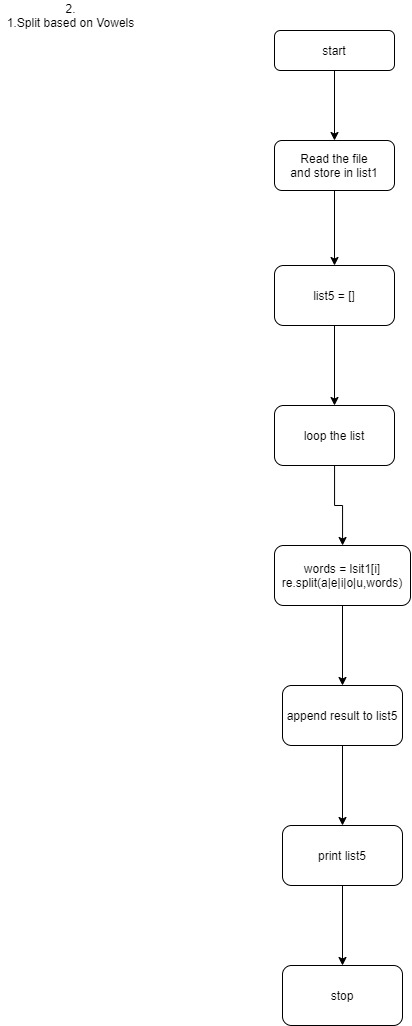 2.
1.Split based on Vowels
start
Read the file
and store in list1
list5 = []
loop the list
words = lsit1[i]
re.split(a|e|i|o|u,words)
append result to list5
print list5
stop